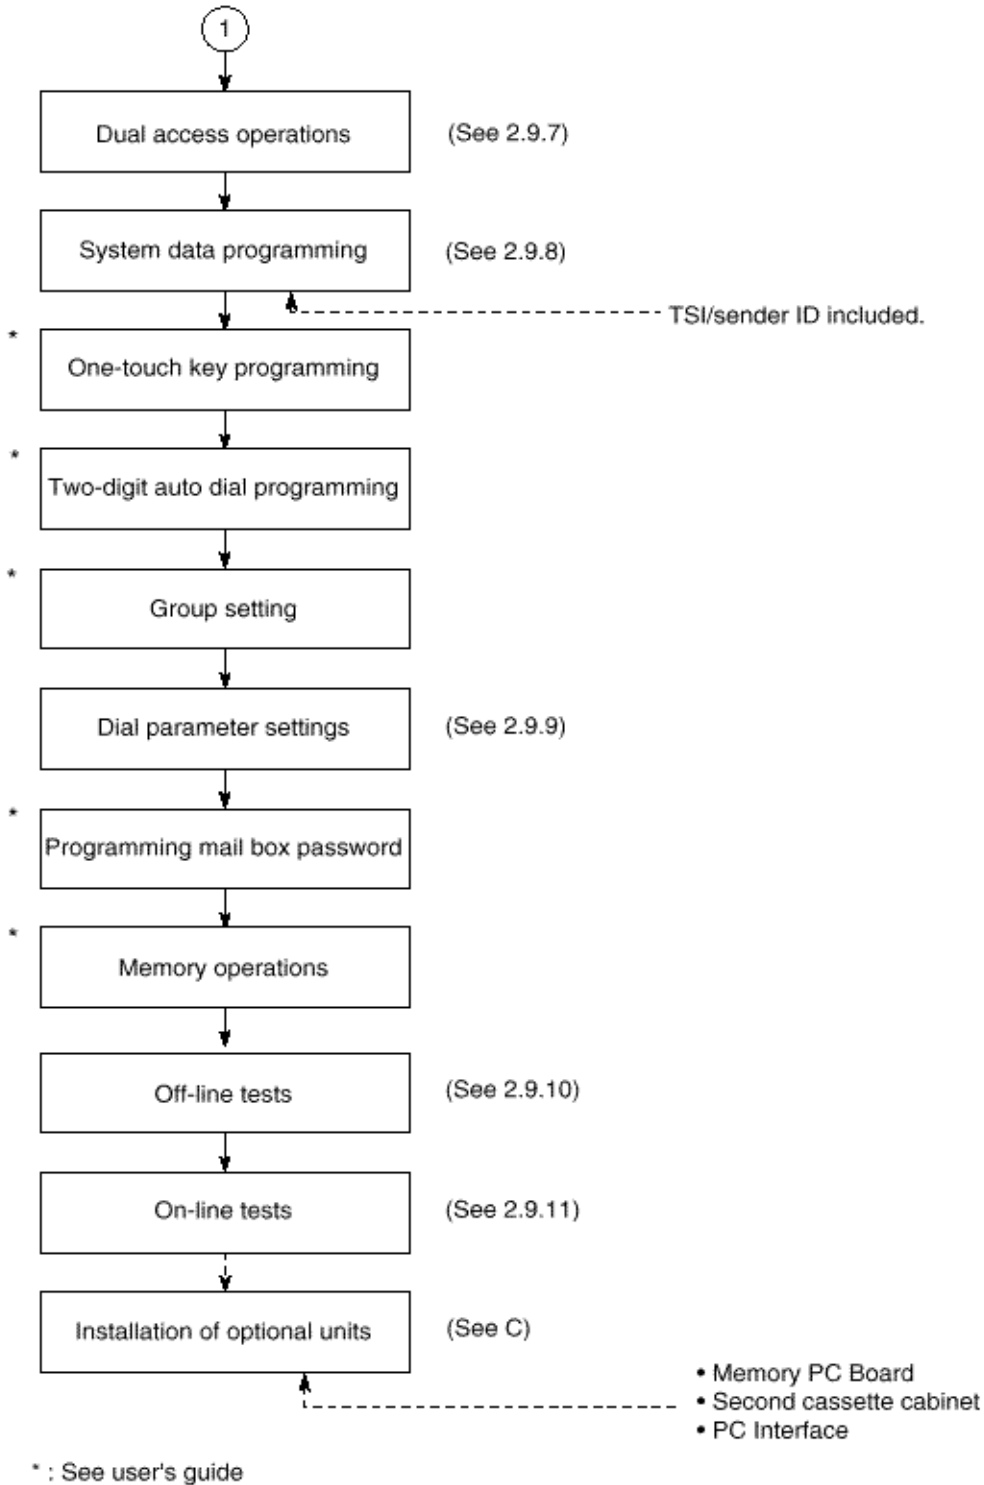 1
Dual access operations (See 2.9.7)
System data programming (See 2.9.8)
TSI/sender ID included.
*
One-touch key programming
*
Two-digit auto dial programming
*
Group setting
Dial parameter settings (See 2.9.9)
*
Programming mail box password
*
Memory operations
Off-line tests (See 2.9.10)
On-line tests (See 2.9.11)
Installation of optional units (See C)
• Memory PC Board
• Second cassette cabinet
• PC Interface
* : See user's guide